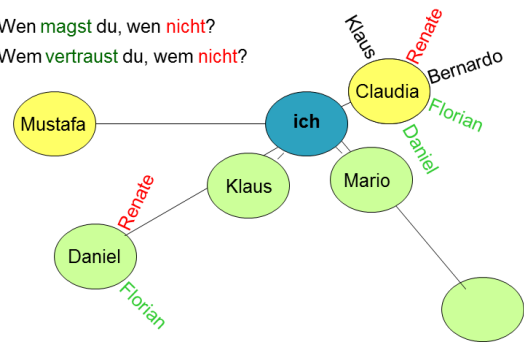 Wen magst du, wen nicht?
Wem vertraust du, wem nicht?
Klaus
Renate
Bernardo
Claudia
Florian
Daniel
Mustafa
ich
Klaus
Mario
Renate
Daniel
Florian